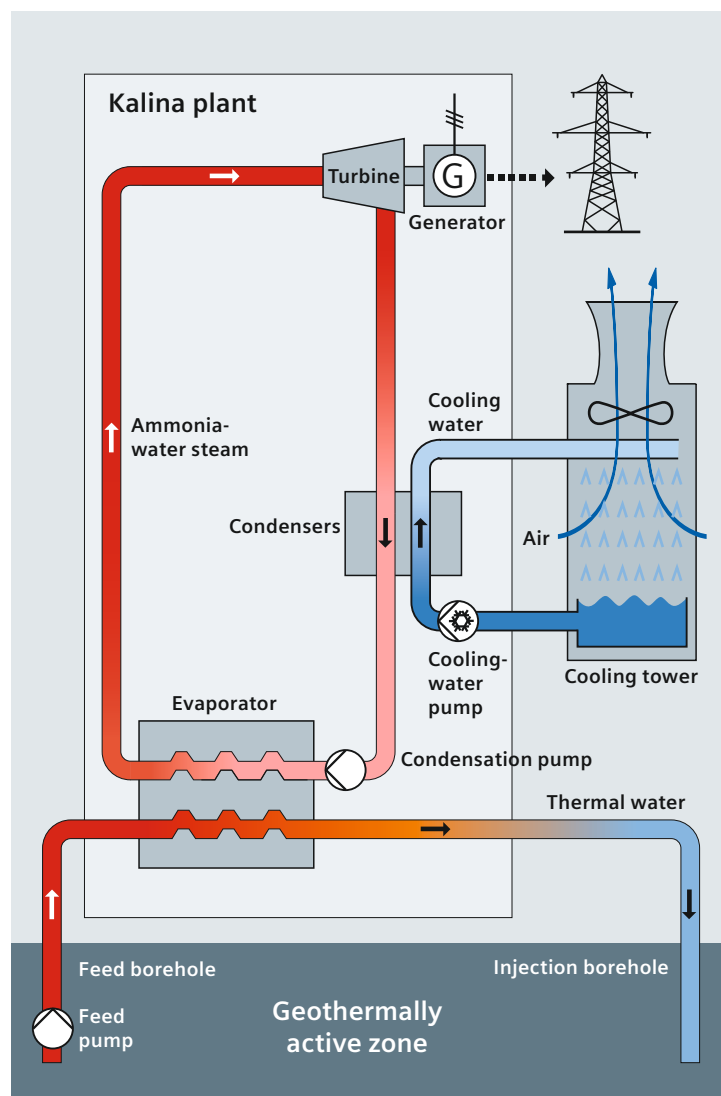 Kalina plant
Turbine
G
Generator
Ammonia-
water steam
Cooling
water
Condensers
Air
Cooling-
water
pump
Cooling tower
Evaporator
Condensation pump
Thermal water
Feed borehole
Injection borehole
Feed
pump
Geothermally
active zone